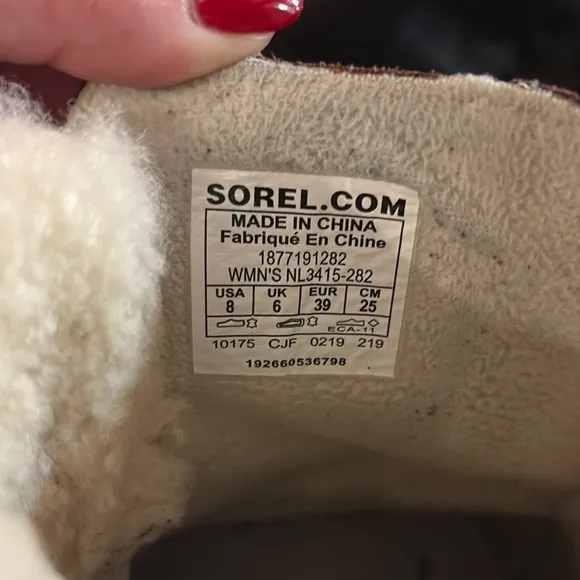 SOREL.COM
MADE IN CHINA
Fabriqué En Chine
1877191282
WMN'S NL3415-282
USA UK EUR CM
8 6 39 25
ECA-11
10175 CJF 0219 219
192660536798